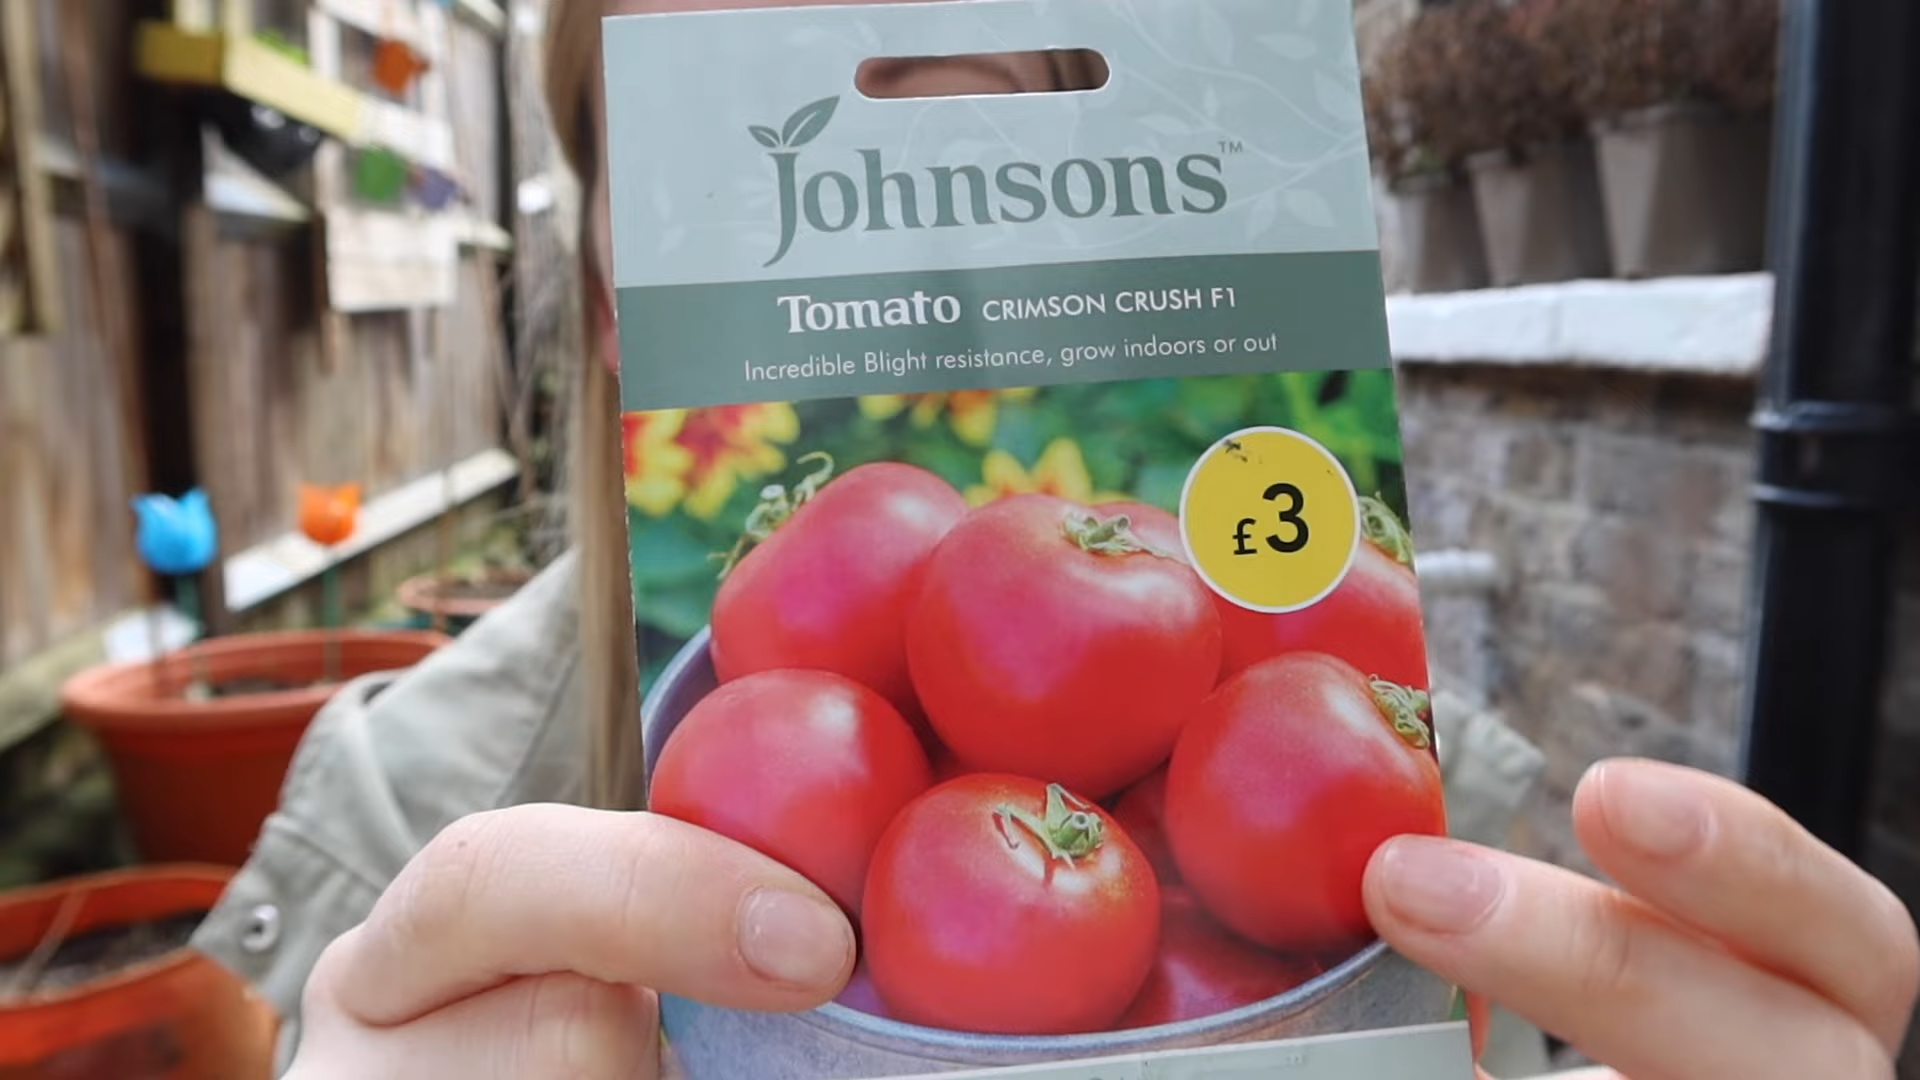 Johnsons™
Tomato CRIMSON CRUSH F1
Incredible Blight resistance, grow indoors or out
£3